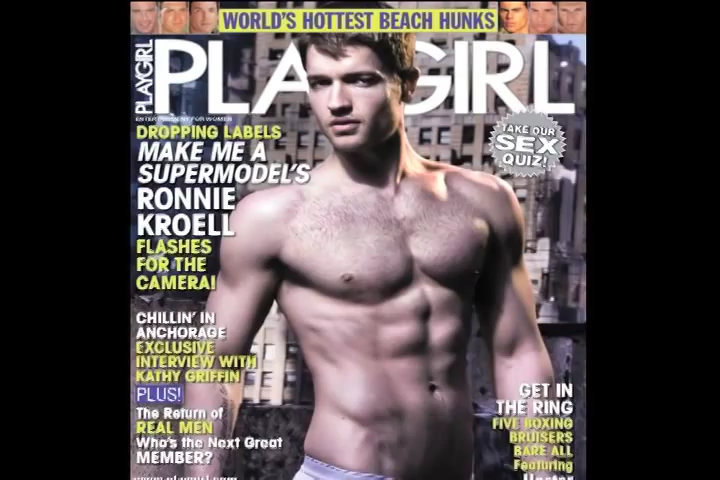 WORLD'S HOTTEST BEACH HUNKS
PLAYGIRL
PLAYGIRL
ENTERTAINMENT FOR WOMEN
DROPPING LABELS
MAKE ME A
SUPERMODEL'S
RONNIE
KROELL
FLASHES
FOR THE
CAMERA!
TAKE OUR
SEX
QUIZ!
CHILLIN' IN
ANCHORAGE
EXCLUSIVE
INTERVIEW WITH
KATHY GRIFFIN
PLUS!
The Return of
REAL MEN
Who's the Next Great
MEMBER?
GET IN
THE RING
FIVE BOXING
BRUISERS
BARE ALL
Featuring